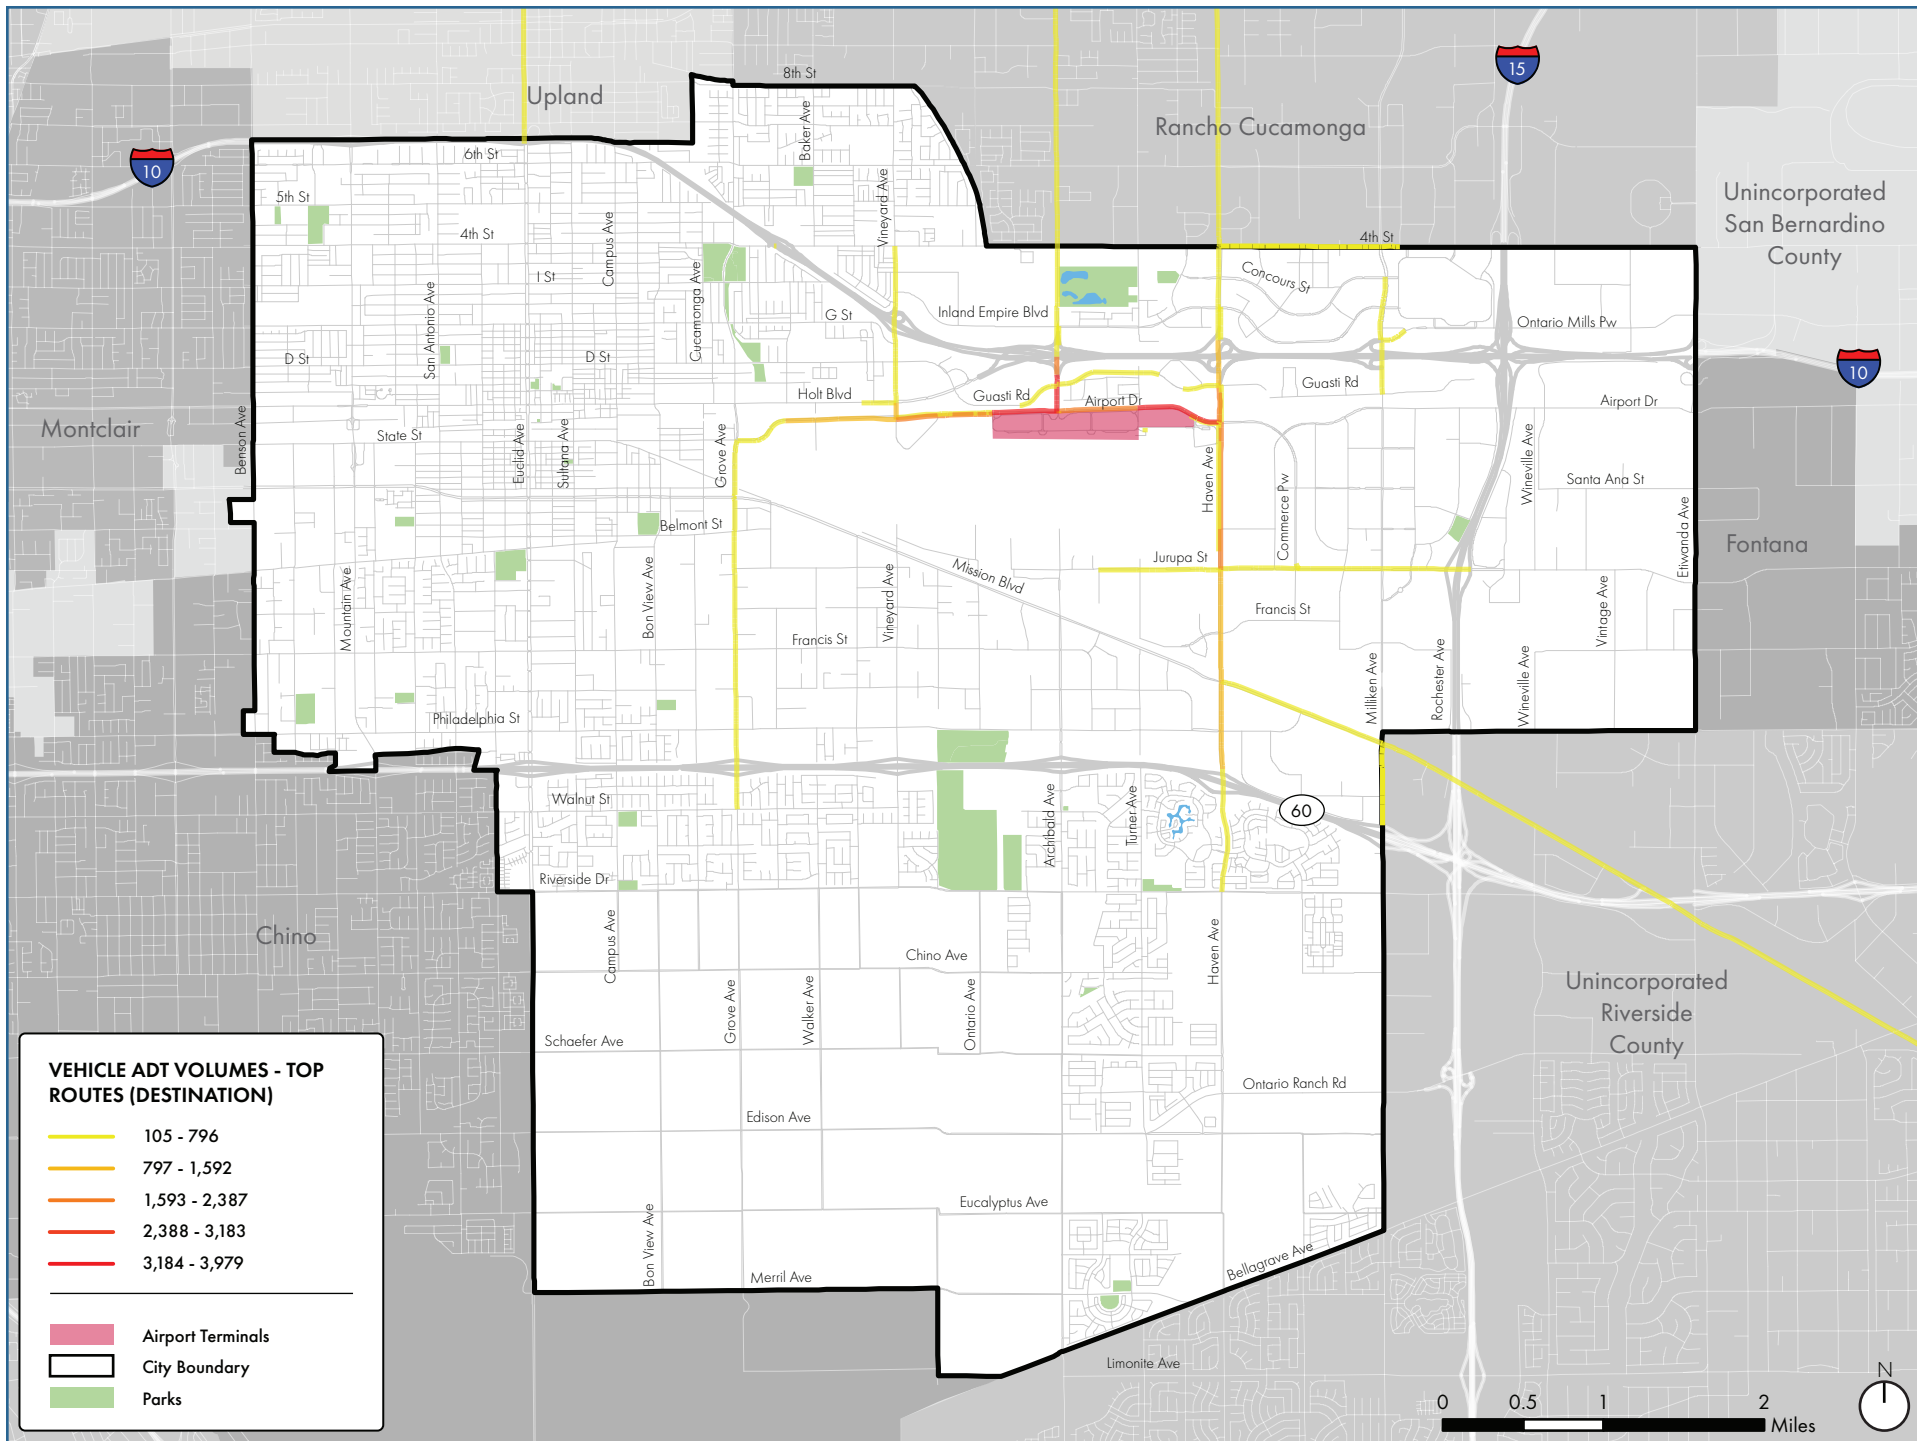 8th St
15
Upland
Rancho Cucamonga
Baker Ave
10
6th St
Unincorporated
San Bernardino
County
5th St
Vineyard Ave
4th St
Campus Ave
4th St
I St
Cucamonga Ave
Concours St
San Antonio Ave
G St
Inland Empire Blvd
Ontario Mills Pw
D St
D St
10
Holt Blvd
Guasti Rd
Guasti Rd
Airport Dr
Airport Dr
Montclair
Benson Ave
State St
Euclid Ave
Sultana Ave
Grove Ave
Haven Ave
Wineville Ave
Santa Ana St
Commerce Pw
Etiwanda Ave
Belmont St
Fontana
Jurupa St
Mission Blvd
Mountain Ave
Bon View Ave
Vineyard Ave
Francis St
Vintage Ave
Francis St
Milliken Ave
Rochester Ave
Wineville Ave
Philadelphia St
Walnut St
Archibald Ave
Turner Ave
60
Riverside Dr
Chino
Campus Ave
Chino Ave
Haven Ave
Unincorporated
Riverside
County
Grove Ave
Walker Ave
Ontario Ave
Schaefer Ave
Ontario Ranch Rd
Edison Ave
Eucalyptus Ave
Bon View Ave
Bellagrave Ave
Merril Ave
Limonite Ave
VEHICLE ADT VOLUMES - TOP
ROUTES (DESTINATION)
105 - 796
797 - 1,592
1,593 - 2,387
2,388 - 3,183
3,184 - 3,979
Airport Terminals
City Boundary
Parks
N
0 0.5 1 2
Miles